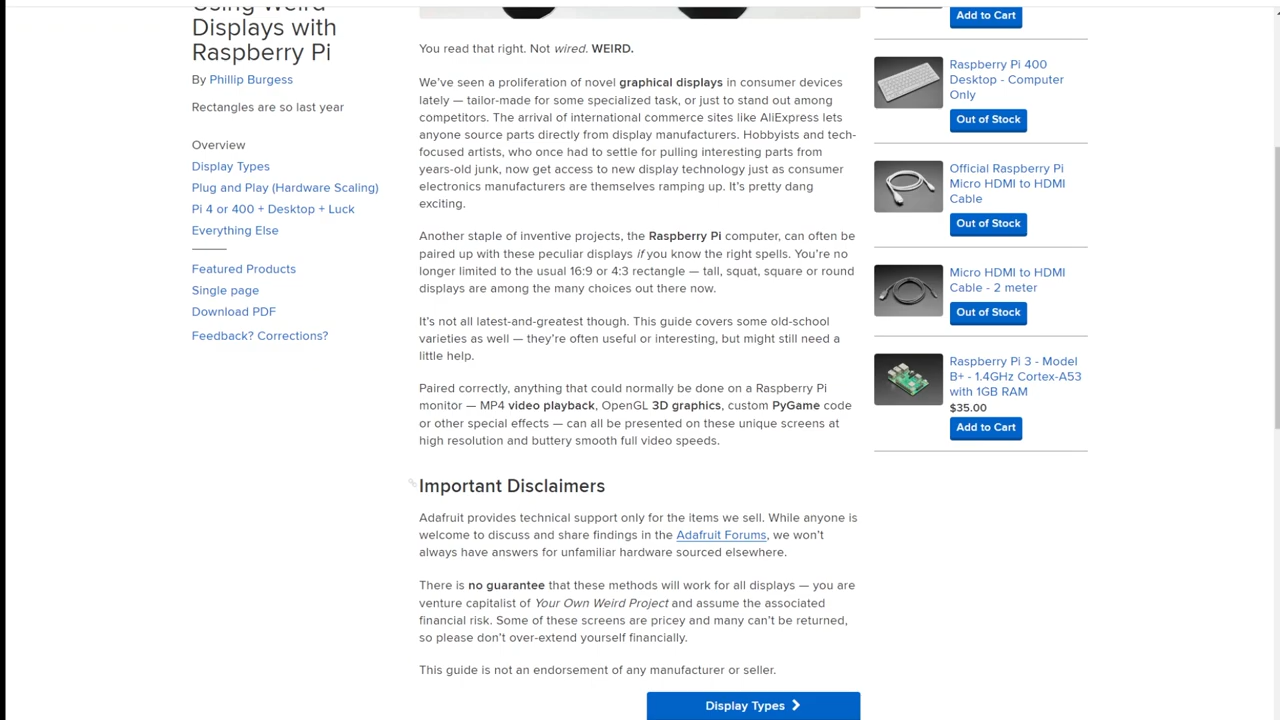 Using Weird
Displays with
Raspberry Pi
By Phillip Burgess
Rectangles are so last year
Overview
Display Types
Plug and Play (Hardware Scaling)
Pi 4 or 400 + Desktop + Luck
Everything Else
Featured Products
Single page
Download PDF
Feedback? Corrections?
You read that right. Not wired. WEIRD.
We’ve seen a proliferation of novel graphical displays in consumer devices
lately — tailor-made for some specialized task, or just to stand out among
competitors. The arrival of international commerce sites like AliExpress lets
anyone source parts directly from display manufacturers. Hobbyists and tech-
focused artists, who once had to settle for pulling interesting parts from
years-old junk, now get access to new display technology just as consumer
electronics manufacturers are themselves ramping up. It’s pretty dang
exciting.
Another staple of inventive projects, the Raspberry Pi computer, can often be
paired up with these peculiar displays if you know the right spells. You’re no
longer limited to the usual 16:9 or 4:3 rectangle — tall, squat, square or round
displays are among the many choices out there now.
It’s not all latest-and-greatest though. This guide covers some old-school
varieties as well — they’re often useful or interesting, but might still need a
little help.
Paired correctly, anything that could normally be done on a Raspberry Pi
monitor — MP4 video playback, OpenGL 3D graphics, custom PyGame code
or other special effects — can all be presented on these unique screens at
high resolution and buttery smooth full video speeds.
Important Disclaimers
Adafruit provides technical support only for the items we sell. While anyone is
welcome to discuss and share findings in the Adafruit Forums, we won’t
always have answers for unfamiliar hardware sourced elsewhere.
There is no guarantee that these methods will work for all displays — you are
venture capitalist of Your Own Weird Project and assume the associated
financial risk. Some of these screens are pricey and many can’t be returned,
so please don’t over-extend yourself financially.
This guide is not an endorsement of any manufacturer or seller.
Display Types
Add to Cart
Raspberry Pi 400
Desktop - Computer
Only
Out of Stock
Official Raspberry Pi
Micro HDMI to HDMI
Cable
Out of Stock
Micro HDMI to HDMI
Cable - 2 meter
Out of Stock
Raspberry Pi 3 - Model
B+ - 1.4GHz Cortex-A53
with 1GB RAM
$35.00
Add to Cart